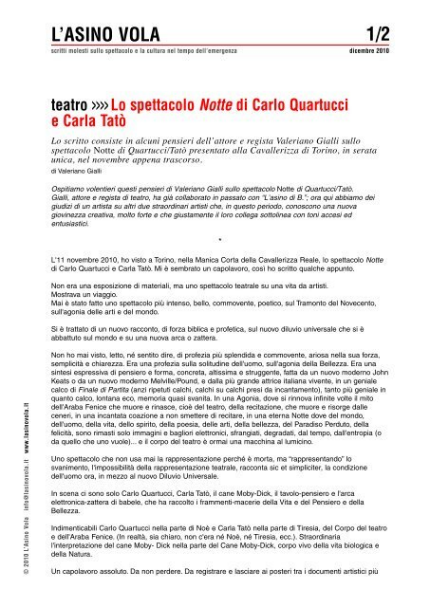 L'ASINO VOLA 1/2
scritti molesti sullo spettacolo e la cultura nel tempo dell'emergenza dicembre 2010
teatro »» Lo spettacolo Notte di Carlo Quartucci
e Carla Tatò
Lo scritto consiste in alcuni pensieri dell'attore e regista Valeriano Gialli sullo
spettacolo Notte di Quartucci/Tatò presentato alla Cavallerizza di Torino, in serata
unica, nel novembre appena trascorso.
di Valeriano Gialli
Ospitiamo volentieri questi pensieri di Valeriano Gialli sullo spettacolo Notte di Quartucci/Tatò.
Gialli, attore e regista di teatro, ha già collaborato in passato con "L'asino di B."; ora qui abbiamo dei
giudizi di un artista su altri due straordinari artisti che, in questo periodo, conoscono una nuova
giovinezza creativa, molto forte e che giustamente il loro collega sottolinea con toni accesi ed
entusiastici.
*
L'11 novembre 2010, ho visto a Torino, nella Manica Corta della Cavallerizza Reale, lo spettacolo Notte
di Carlo Quartucci e Carla Tatò. Mi è sembrato un capolavoro, così ho scritto qualche appunto.
Non era una esposizione di materiali, ma uno spettacolo teatrale su una vita da artisti.
Mostrava un viaggio.
Mai è stato fatto uno spettacolo più intenso, bello, commovente, poetico, sul Tramonto del Novecento,
sull'agonia delle arti e del mondo.
Si è trattato di un nuovo racconto, di forza biblica e profetica, sul nuovo diluvio universale che si è
abbattuto sul mondo e su una nuova arca o zattera.
Non ho mai visto, letto, né sentito dire, di profezia più splendida e commovente, ariosa nella sua forza,
semplicità e chiarezza. Era una profezia sulla solitudine dell'uomo, sull'agonia della Bellezza. Era una
sintesi espressiva di pensiero e forma, concreta, altissima e struggente, fatta da un nuovo moderno John
Keats o da un nuovo moderno Melville/Pound, e dalla più grande attrice italiana vivente, in un geniale
calco di Finale di Partita (anzi ripetuti calchi, calchi su calchi presi da incantamento), tanto più geniale in
quanto calco, lontana eco, memoria quasi svanita. In una Agonia, dove si rinnova infinite volte il mito
dell'Araba Fenice che muore e rinasce, cioè del teatro, della recitazione, che muore e risorge dalle
ceneri, in una incantata coazione a non smettere di recitare, in una eterna Notte dove del mondo,
dell'uomo, della vita, dello spirito, della poesia, delle arti, della bellezza, del Paradiso Perduto, della
felicità, sono rimasti solo immagini e bagliori elettronici, sfrangiati, degradati, dal tempo, dall'entropia (o
da quello che uno vuole)... e il corpo del teatro è ormai una macchina al lumicino.
Uno spettacolo che non usa mai la rappresentazione perché è morta, ma "rappresentando" lo
svanimento, l'impossibilità della rappresentazione teatrale, racconta sic et simpliciter, la condizione
dell'uomo ora, in mezzo al nuovo Diluvio Universale.
In scena ci sono solo Carlo Quartucci, Carla Tatò, il cane Moby-Dick, il tavolo-pensiero e l'arca
elettronica-zattera di babele, che ha raccolto i frammenti-macerie della Vita e del Pensiero e della
Bellezza.
Indimenticabili Carlo Quartucci nella parte di Noè e Carla Tatò nella parte di Tiresia, del Corpo del teatro
e dell'Araba Fenice. (In realtà, sia chiaro, non c'era né Noé, né Tiresia, ecc.). Straordinaria
l'interpretazione del cane Moby- Dick nella parte del Cane Moby-Dick, corpo vivo della vita biologica e
della Natura.
Un capolavoro assoluto. Da non perdere. Da registrare e lasciare ai posteri tra i documenti artistici più
© 2010 L'Asino Vola info@lasinovola.it www.lasinovola.it